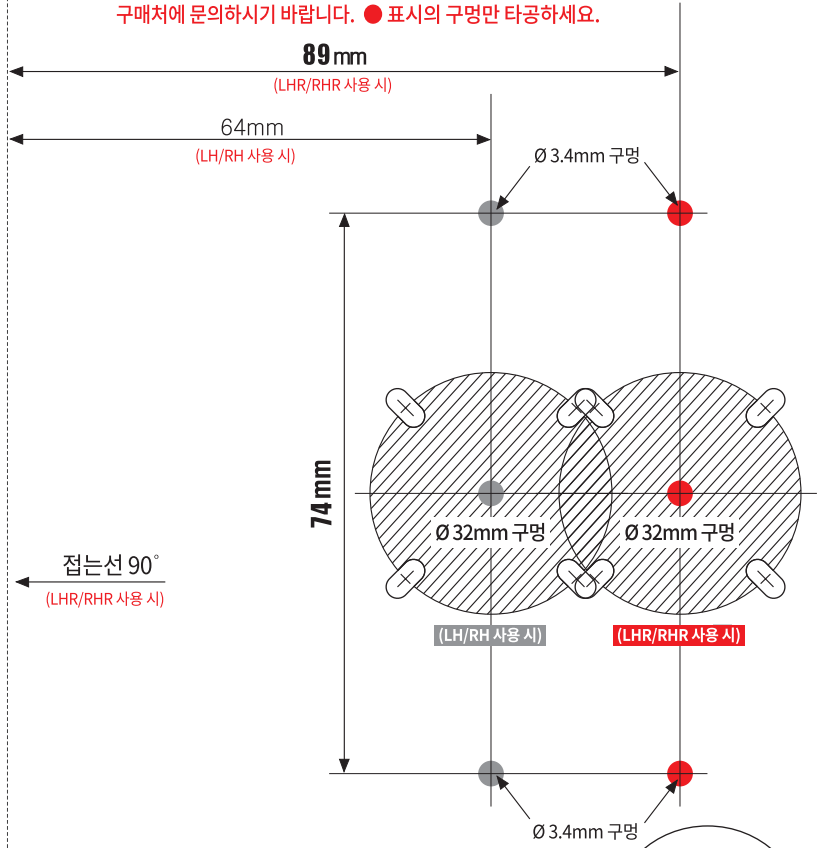 구매처에 문의하시기 바랍니다. ● 표시의 구멍만 타공하세요.
89mm
(LHR/RHR 사용 시)
64mm
(LH/RH 사용 시)
Ø 3.4mm 구멍
74mm
Ø 32mm 구멍
Ø 32mm 구멍
접는선 90°
(LHR/RHR 사용 시)
(LH/RH 사용 시)
(LHR/RHR 사용 시)
Ø 3.4mm 구멍